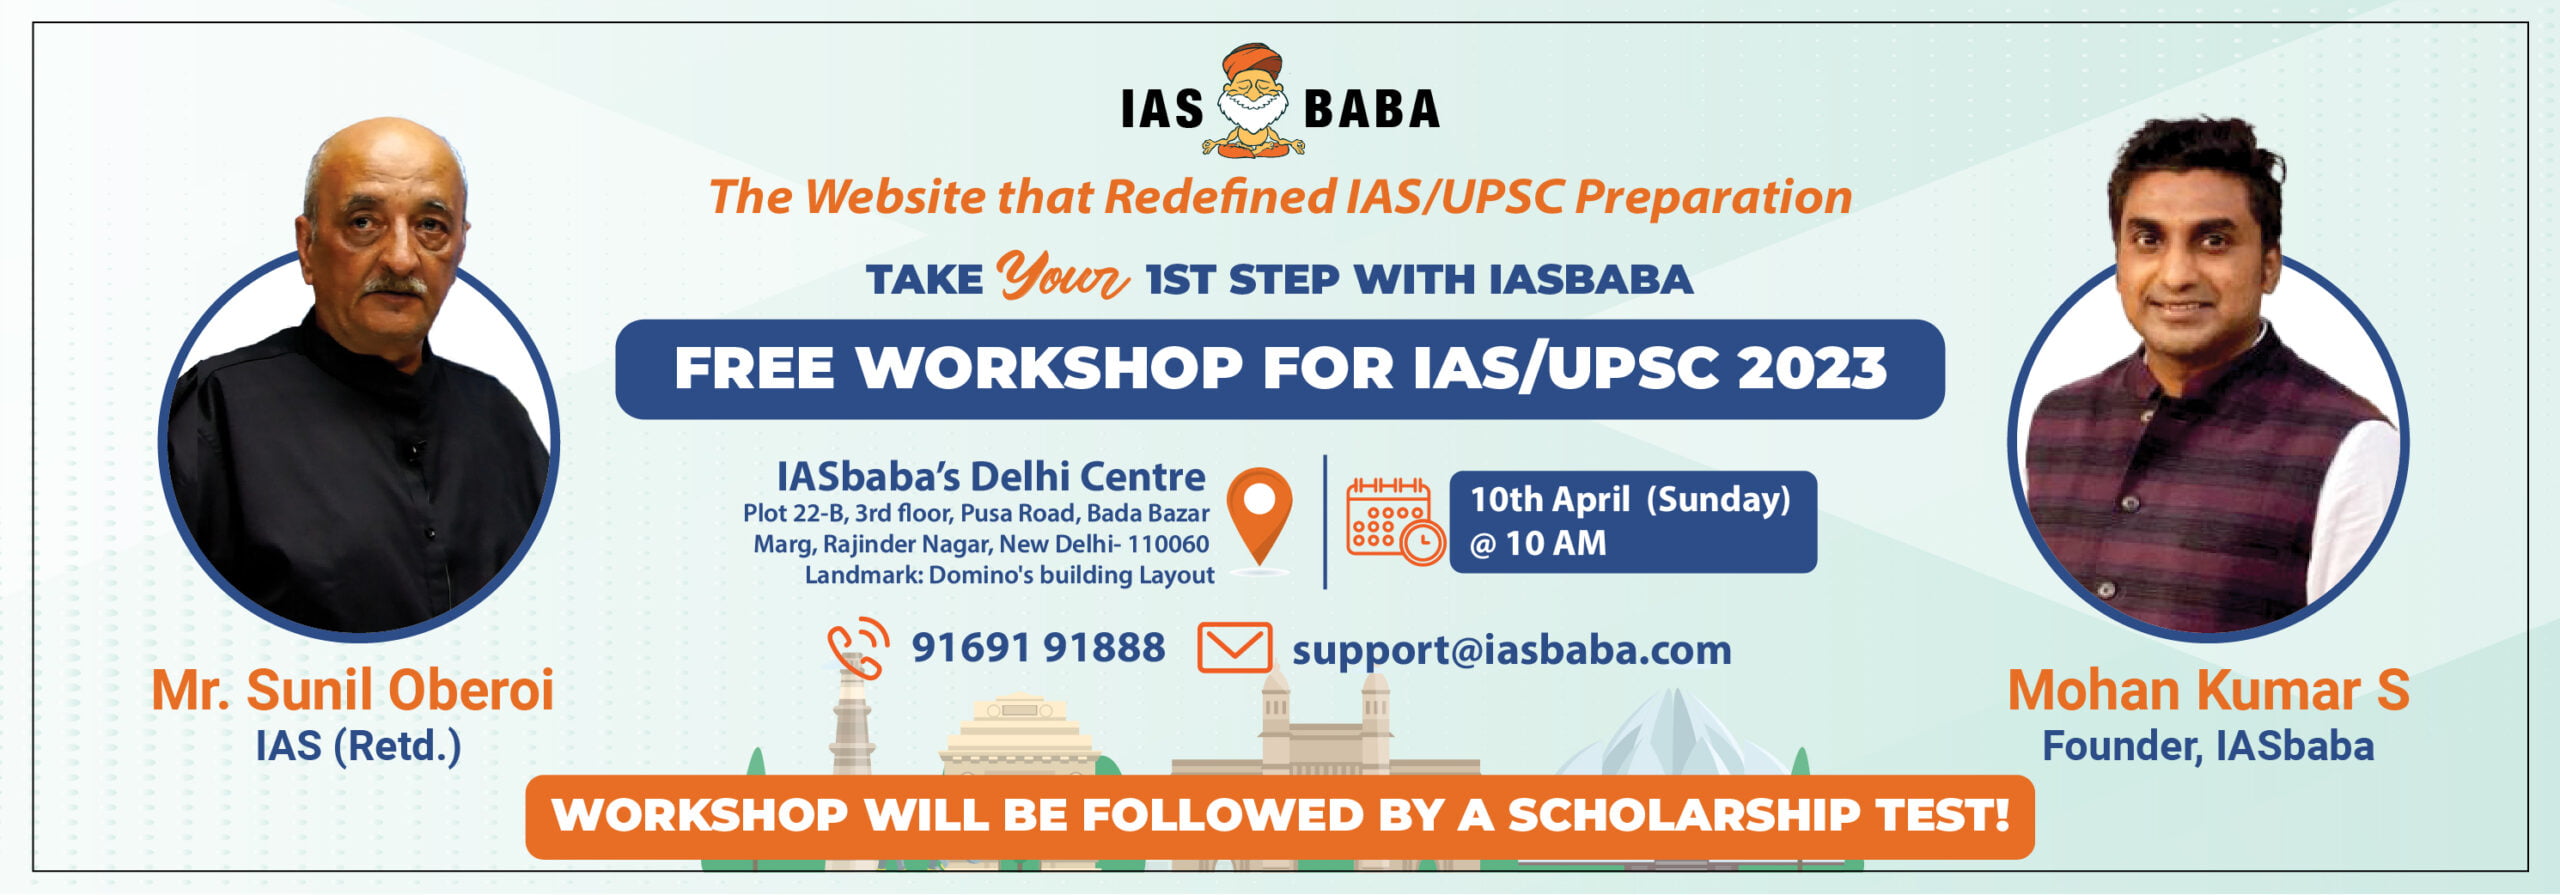 IAS BABA
The Website that Redefined IAS/UPSC Preparation
TAKE Your 1ST STEP WITH IASBABA
FREE WORKSHOP FOR IAS/UPSC 2023
IASbaba's Delhi Centre
Plot 22-B, 3rd floor, Pusa Road, Bada Bazar
Marg, Rajinder Nagar, New Delhi- 110060
Landmark: Domino's building Layout
10th April (Sunday)
@ 10 AM
91691 91888
support@iasbaba.com
Mr. Sunil Oberoi
IAS (Retd.)
Mohan Kumar S
Founder, IASbaba
WORKSHOP WILL BE FOLLOWED BY A SCHOLARSHIP TEST!